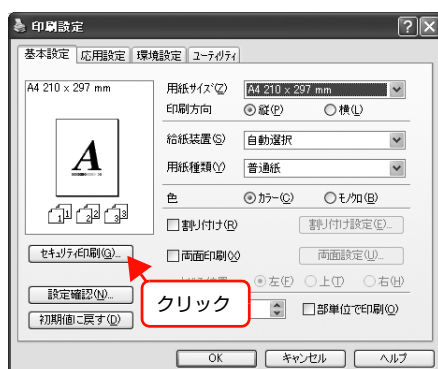 印刷設定
基本設定 応用設定 環境設定 ユーティリティ
A4 210 x 297 mm
用紙サイズ(Z) A4 210 x 297 mm
印刷方向 縦(P) 横(L)
給紙装置(S) 自動選択
用紙種類(Y) 普通紙
A
色 カラー(C) モノクロ(B)
1 1 2 2 3 3
割り付け(R) 割り付け設定(E)...
セキュリティ印刷(G)... 両面印刷(X) 両面設定(U)...
左(F) 上(T) 右(H)
設定確認(N)... クリック 部単位で印刷(O)
初期値に戻す(D)
OK キャンセル ヘルプ